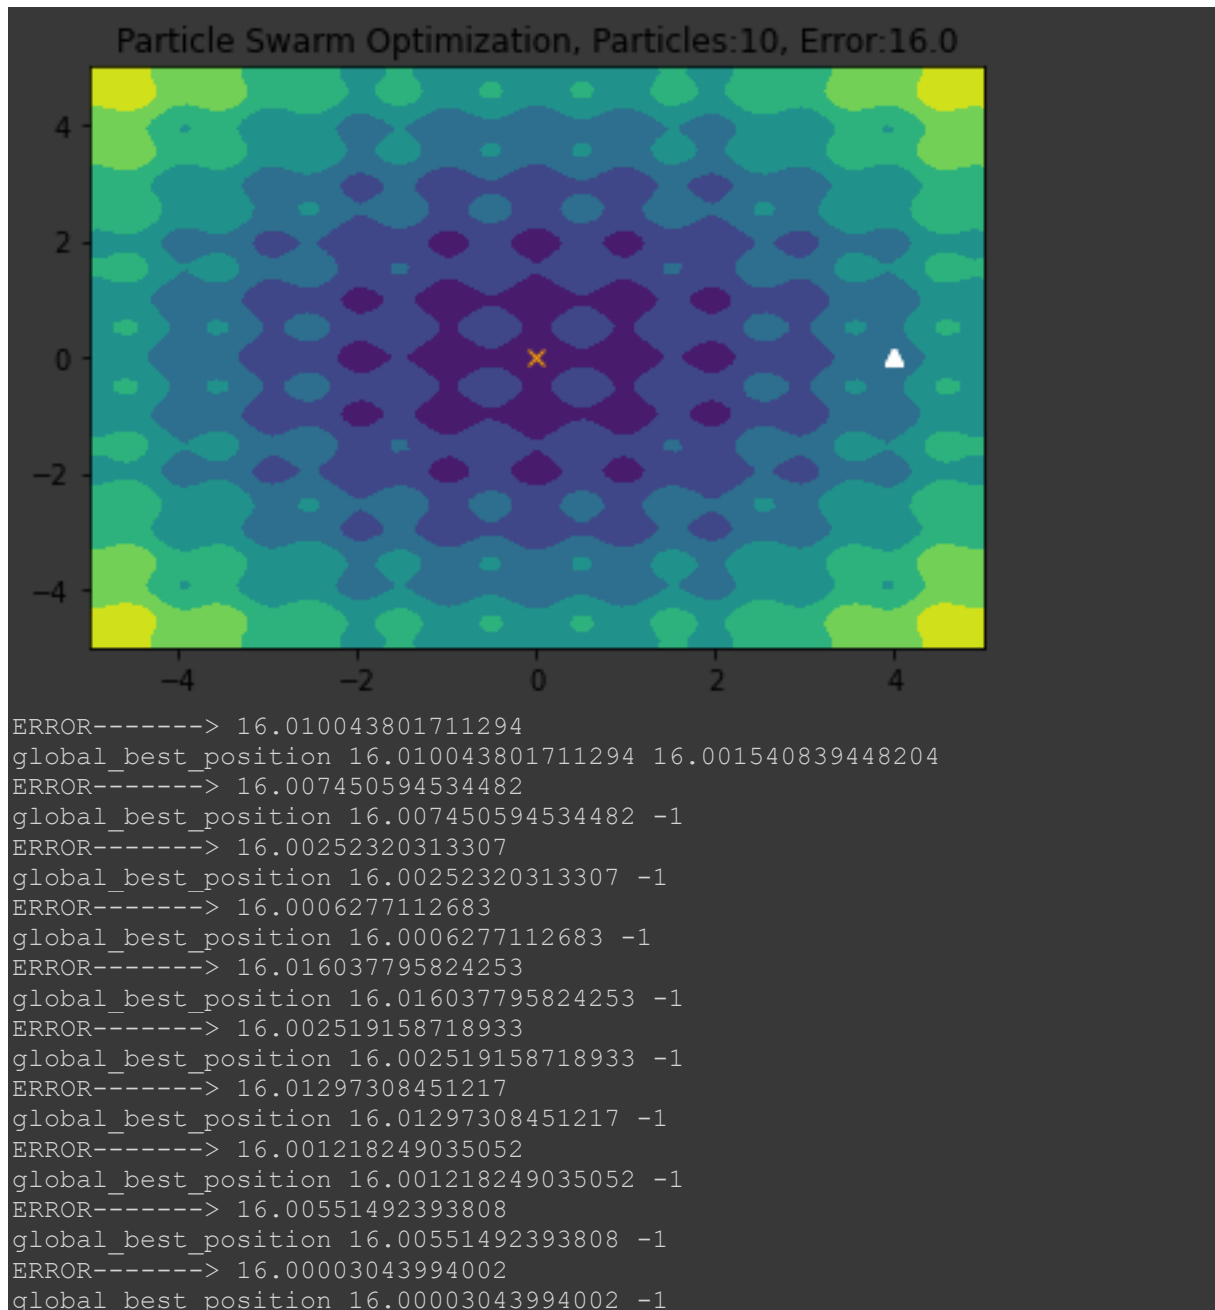 Particle Swarm Optimization, Particles:10, Error:16.0
4
2
0
−2
−4
−4 −2 0 2 4
ERROR-------> 16.010043801711294
global_best_position 16.010043801711294 16.001540839448204
ERROR-------> 16.007450594534482
global_best_position 16.007450594534482 -1
ERROR-------> 16.00252320313307
global_best_position 16.00252320313307 -1
ERROR-------> 16.0006277112683
global_best_position 16.0006277112683 -1
ERROR-------> 16.016037795824253
global_best_position 16.016037795824253 -1
ERROR-------> 16.002519158718933
global_best_position 16.002519158718933 -1
ERROR-------> 16.01297308451217
global_best_position 16.01297308451217 -1
ERROR-------> 16.001218249035052
global_best_position 16.001218249035052 -1
ERROR-------> 16.00551492393808
global_best_position 16.00551492393808 -1
ERROR-------> 16.00003043994002
global_best_position 16.00003043994002 -1